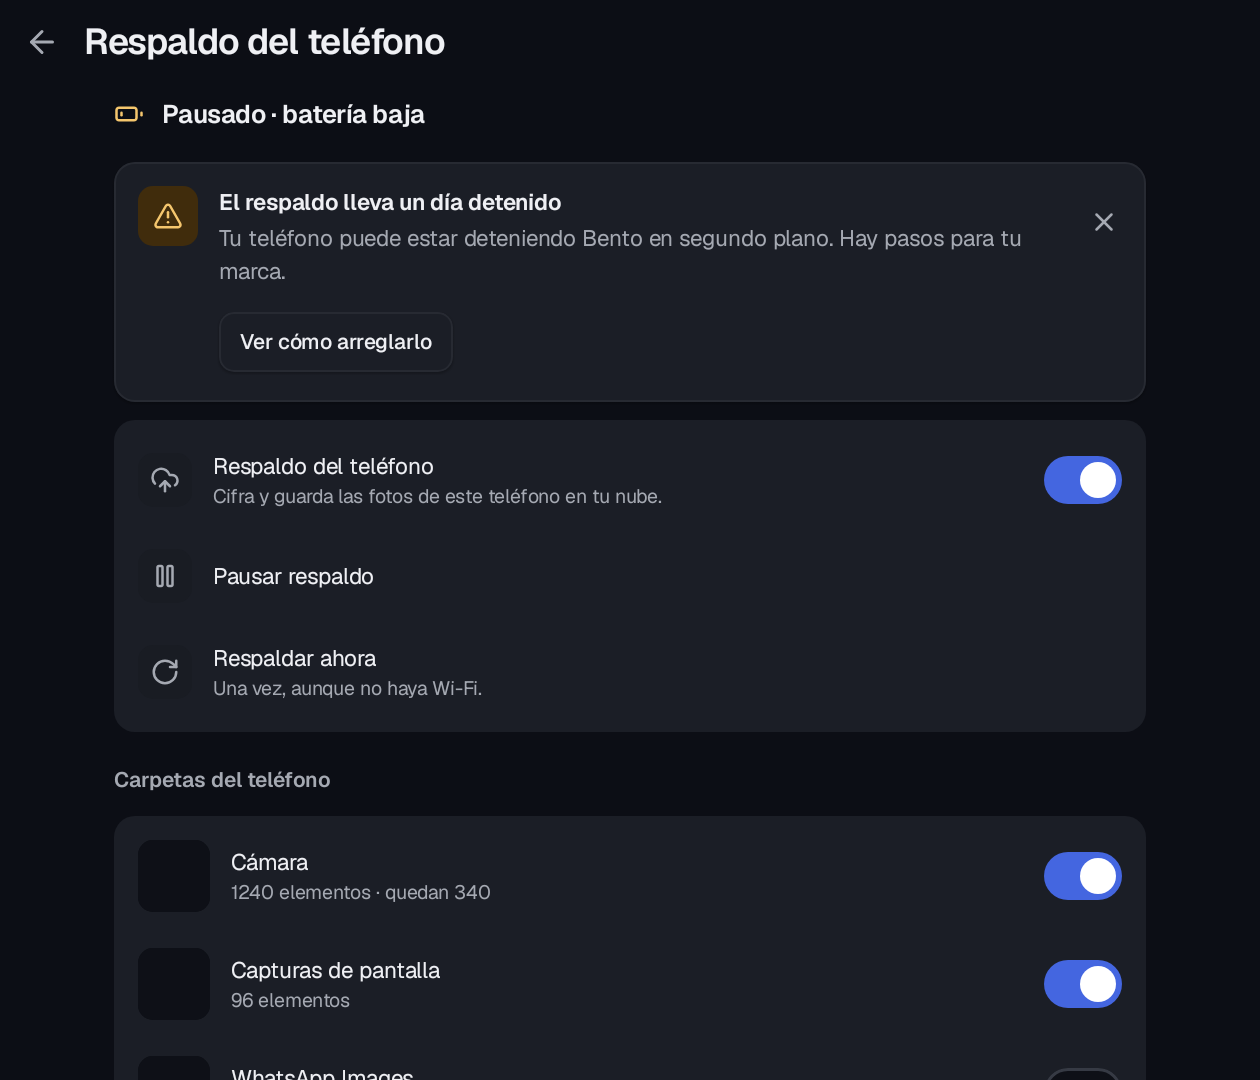 Respaldo del teléfono
Pausado · batería baja
El respaldo lleva un día detenido
Tu teléfono puede estar deteniendo Bento en segundo plano. Hay pasos para tu
marca.
Ver cómo arreglarlo
Respaldo del teléfono
Cifra y guarda las fotos de este teléfono en tu nube.
Pausar respaldo
Respaldar ahora
Una vez, aunque no haya Wi-Fi.
Carpetas del teléfono
Cámara
1240 elementos · quedan 340
Capturas de pantalla
96 elementos
WhatsApp Images